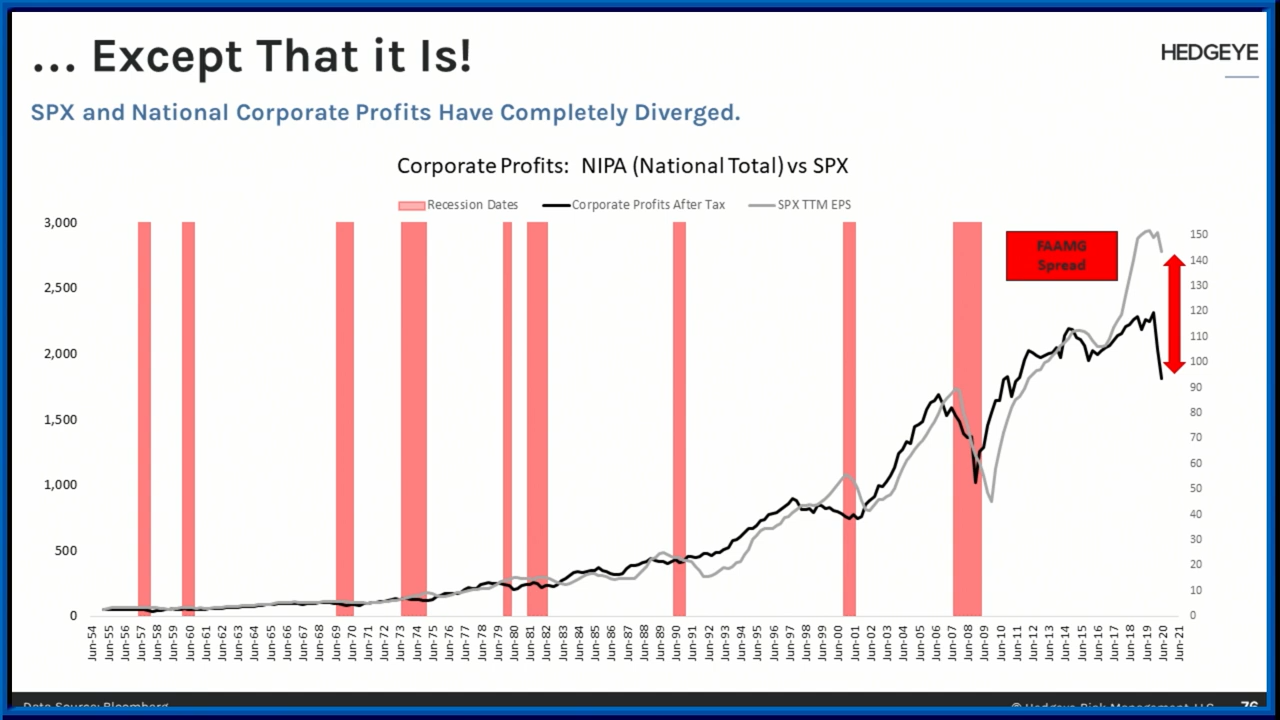 ... Except That it Is!
HEDGEYE
SPX and National Corporate Profits Have Completely Diverged.
Corporate Profits: NIPA (National Total) vs SPX
Recession Dates
Corporate Profits After Tax
SPX TTM EPS
3,000
2,500
2,000
1,500
1,000
500
0
FAAMG
Spread
150
140
130
120
110
100
90
80
70
60
50
40
30
20
10
0
Jun-54
Jun-55
Jun-56
Jun-57
Jun-58
Jun-59
Jun-60
Jun-61
Jun-62
Jun-63
Jun-64
Jun-65
Jun-66
Jun-67
Jun-68
Jun-69
Jun-70
Jun-71
Jun-72
Jun-73
Jun-74
Jun-75
Jun-76
Jun-77
Jun-78
Jun-79
Jun-80
Jun-81
Jun-82
Jun-83
Jun-84
Jun-85
Jun-86
Jun-87
Jun-88
Jun-89
Jun-90
Jun-91
Jun-92
Jun-93
Jun-94
Jun-95
Jun-96
Jun-97
Jun-98
Jun-99
Jun-00
Jun-01
Jun-02
Jun-03
Jun-04
Jun-05
Jun-06
Jun-07
Jun-08
Jun-09
Jun-10
Jun-11
Jun-12
Jun-13
Jun-14
Jun-15
Jun-16
Jun-17
Jun-18
Jun-19
Jun-20
Jun-21
Data Source: Bloomberg
© Hedgeye Risk Management, LLC.
76